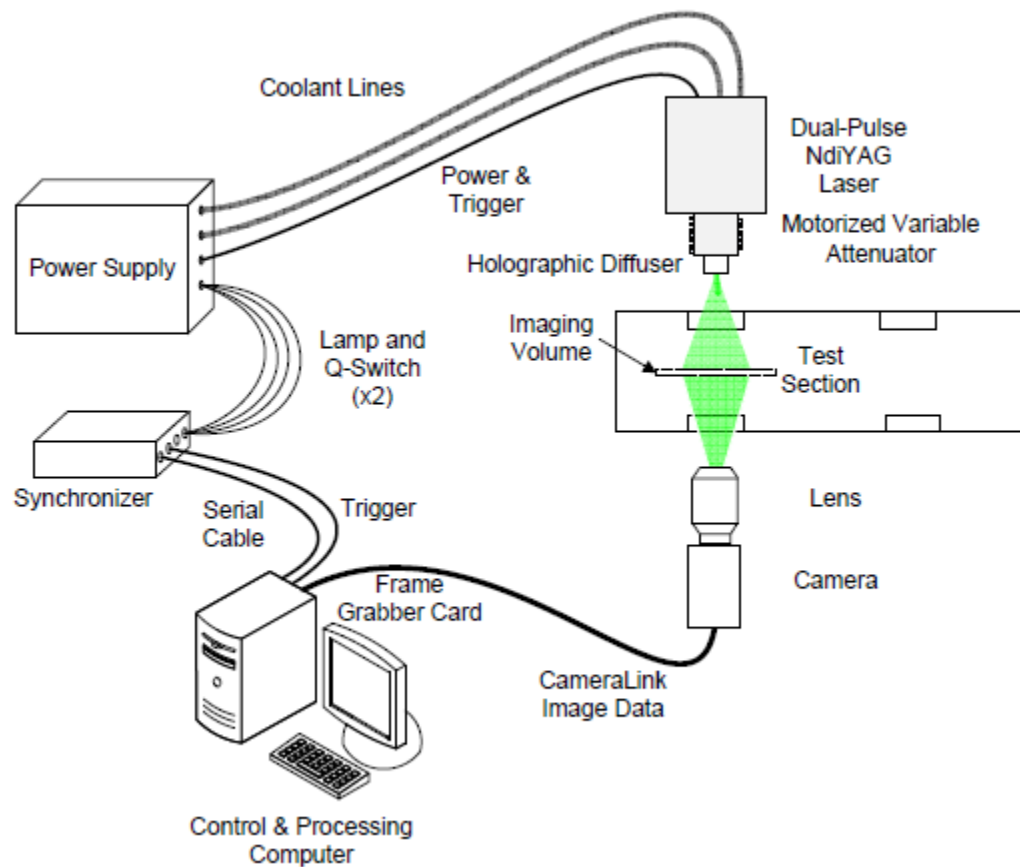 Coolant Lines
Dual-Pulse
NdiYAG
Laser
Power &
Trigger
Motorized Variable
Attenuator
Holographic Diffuser
Power Supply
Imaging
Volume
Lamp and
Q-Switch
(x2)
Test
Section
Synchronizer
Serial
Cable
Trigger
Lens
Frame
Grabber Card
Camera
CameraLink
Image Data
Control & Processing
Computer